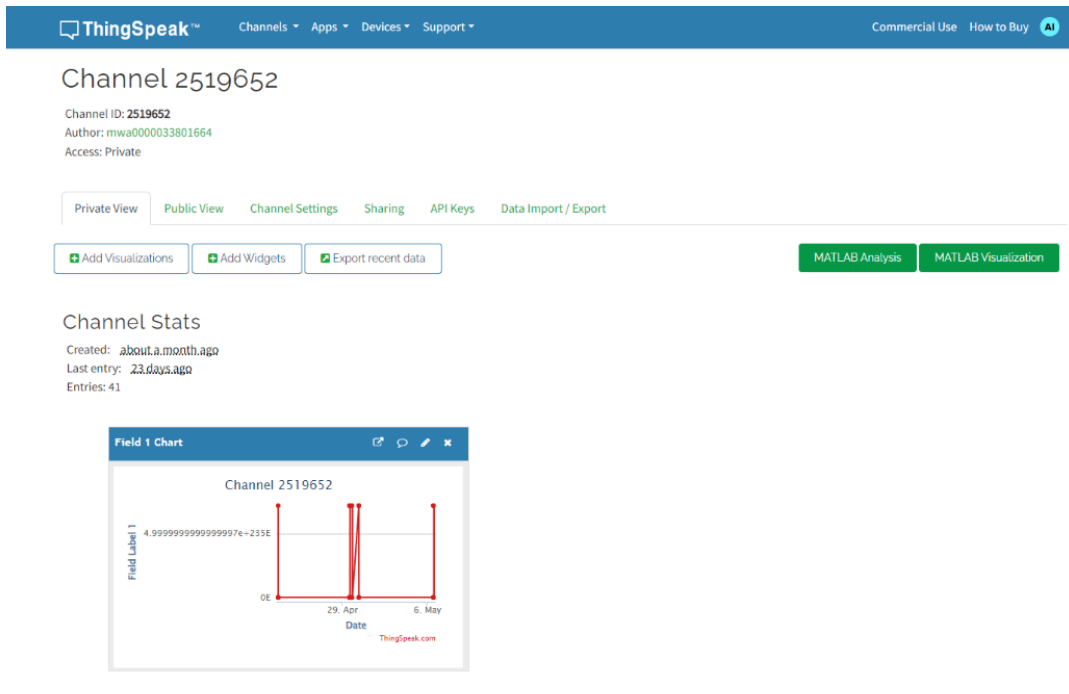 ThingSpeak™ Channels Apps Devices Support Commercial Use How to Buy AI
Channel 2519652
Channel ID: 2519652
Author: mwa0000033801664
Access: Private
Private View Public View Channel Settings Sharing API Keys Data Import / Export
Add Visualizations Add Widgets Export recent data MATLAB Analysis MATLAB Visualization
Channel Stats
Created: about a month ago
Last entry: 23 days ago
Entries: 41
Field 1 Chart
Channel 2519652
Field Label 1
4.9999999999999997e+235E
0E
29. Apr 6. May
Date
ThingSpeak.com